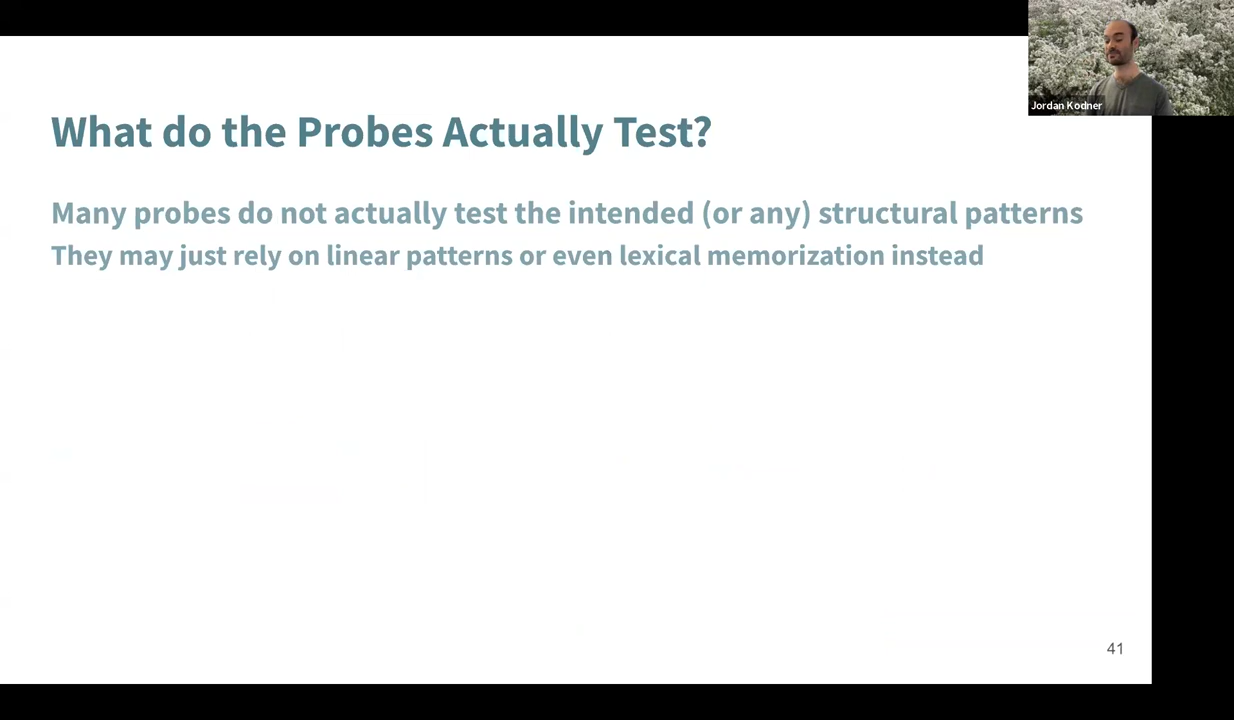 Jordan Kodner
What do the Probes Actually Test?
Many probes do not actually test the intended (or any) structural patterns
They may just rely on linear patterns or even lexical memorization instead
41